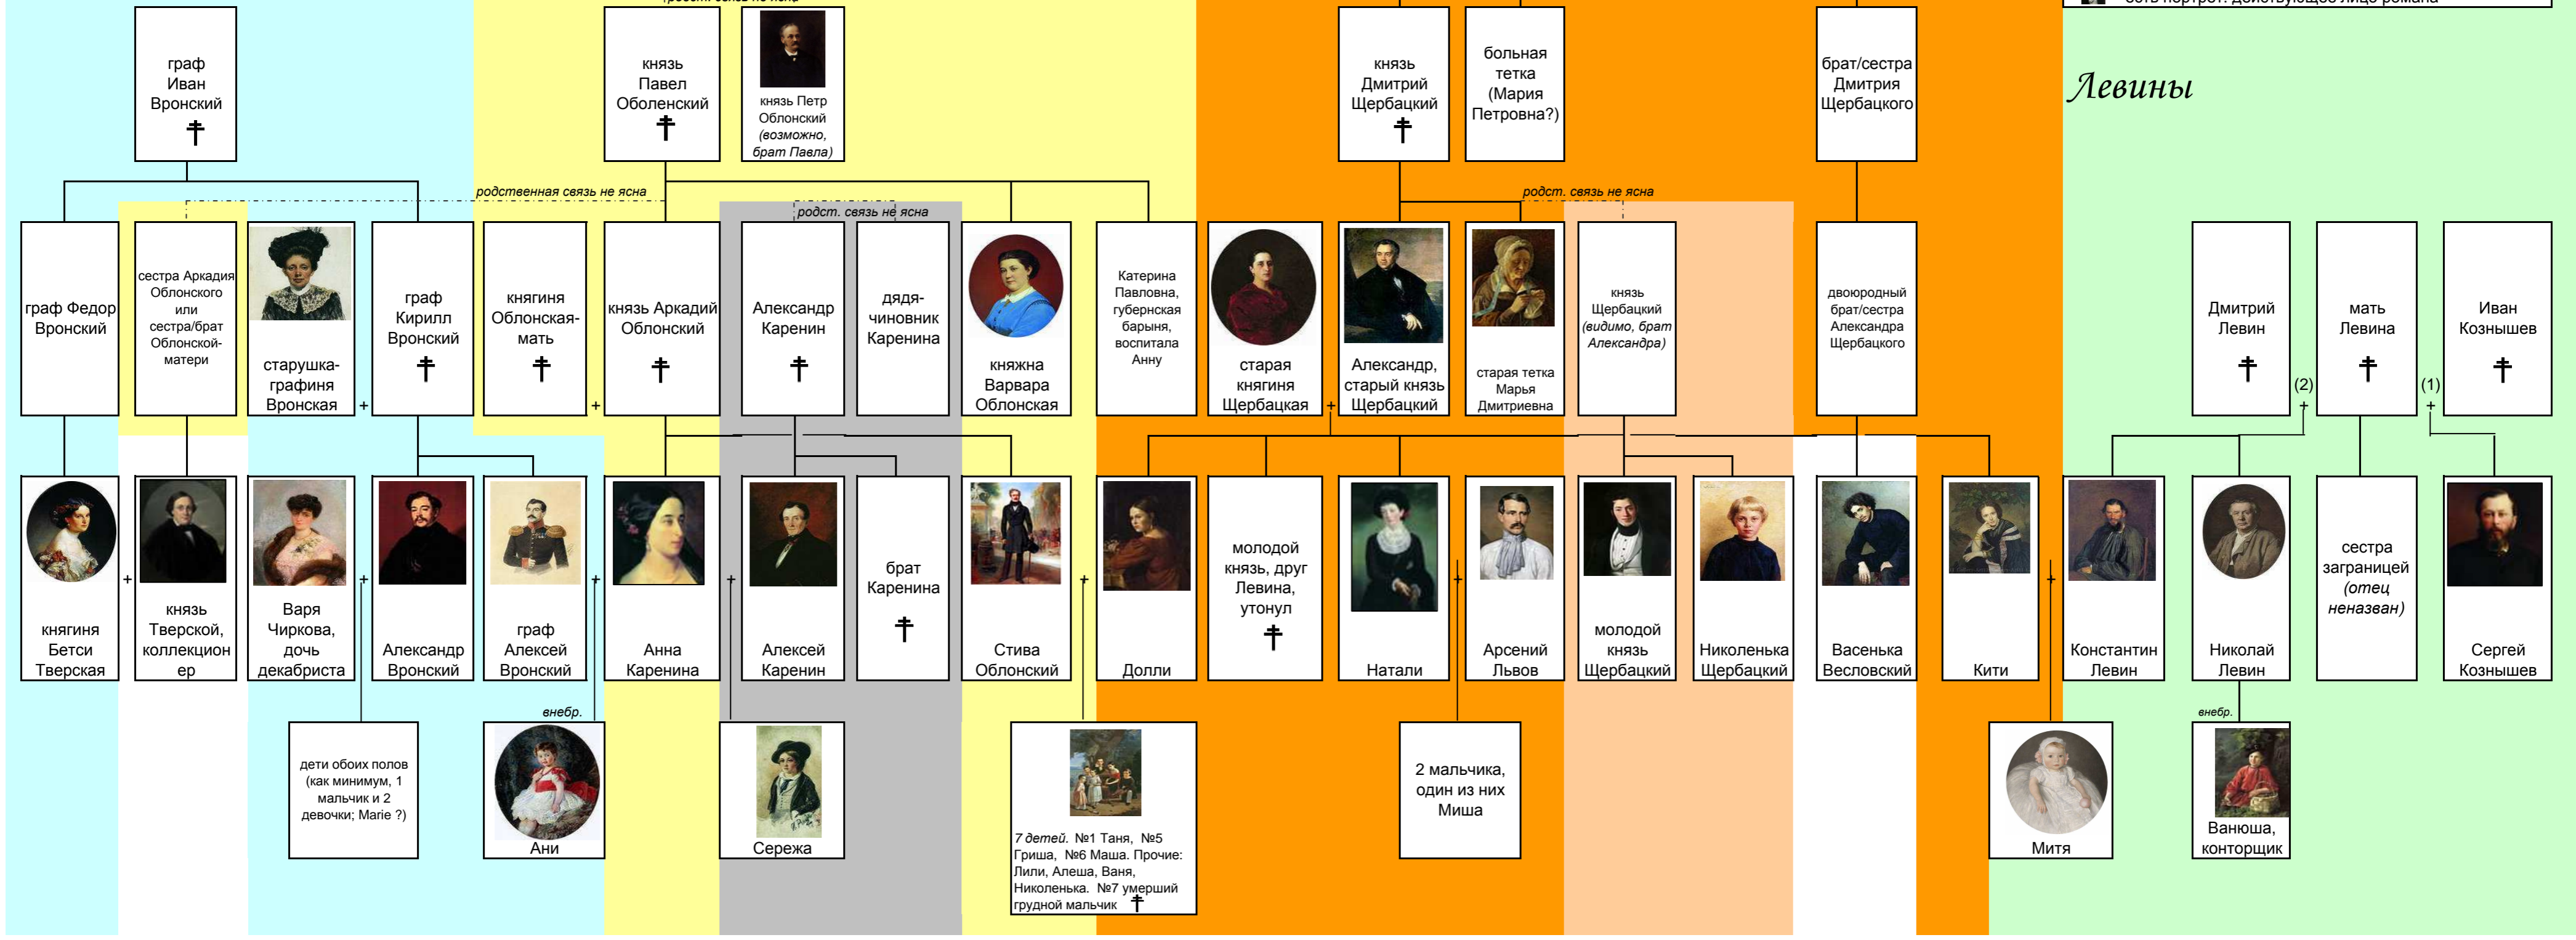 родст. связь не ясна
есть портрет: действующее лицо романа
граф
Иван
Вронский
князь
Павел
Оболенский
князь Петр
Облонский
(возможно,
брат Павла)
князь
Дмитрий
Щербацкий
больная
тетка
(Мария
Петровна?)
брат/сестра
Дмитрия
Щербацкого
Левины
родственная связь не ясна
родст. связь не ясна
родст. связь не ясна
граф Федор
Вронский
сестра Аркадия
Облонского
или
сестра/брат
Облонской-
матери
старушка-
графиня
Вронская
+
граф
Кирилл
Вронский
княгиня
Облонская-
мать
+
князь Аркадий
Облонский
Александр
Каренин
дядя-
чиновник
Каренина
княжна
Варвара
Облонская
Катерина
Павловна,
губернская
барыня,
воспитала
Анну
старая
княгиня
Щербацкая
+
Александр,
старый князь
Щербацкий
старая тетка
Марья
Дмитриевна
князь
Щербацкий
(видимо, брат
Александра)
двоюродный
брат/сестра
Александра
Щербацкого
Дмитрий
Левин
(2)
+
мать
Левина
(1)
+
Иван
Кознышев
княгиня
Бетси
Тверская
+
князь
Тверской,
коллекцион
ер
Варя
Чиркова,
дочь
декабриста
+
Александр
Вронский
граф
Алексей
Вронский
+
Анна
Каренина
+
Алексей
Каренин
брат
Каренина
Стива
Облонский
+
Долли
молодой
князь, друг
Левина,
утонул
Натали
+
Арсений
Львов
молодой
князь
Щербацкий
Николенька
Щербацкий
Васенька
Весловский
Кити
+
Константин
Левин
Николай
Левин
сестра
заграницей
(отец
неназван)
Сергей
Кознышев
дети обоих полов
(как минимум, 1
мальчик и 2
девочки; Marie ?)
внебр.
Ани
Сережа
7 детей. №1 Таня, №5
Гриша, №6 Маша. Прочие:
Лили, Алеша, Ваня,
Николенька. №7 умерший
грудной мальчик
2 мальчика,
один из них
Миша
Митя
внебр.
Ванюша,
конторщик